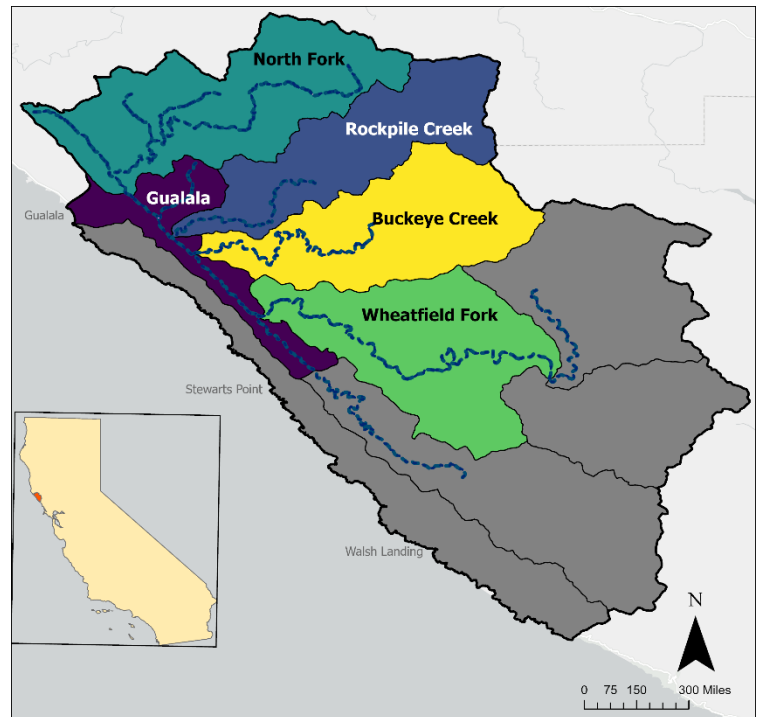 North Fork
Rockpile Creek
Gualala
Gualala
Buckeye Creek
Wheatfield Fork
Stewarts Point
Walsh Landing
N
0 75 150 300 Miles